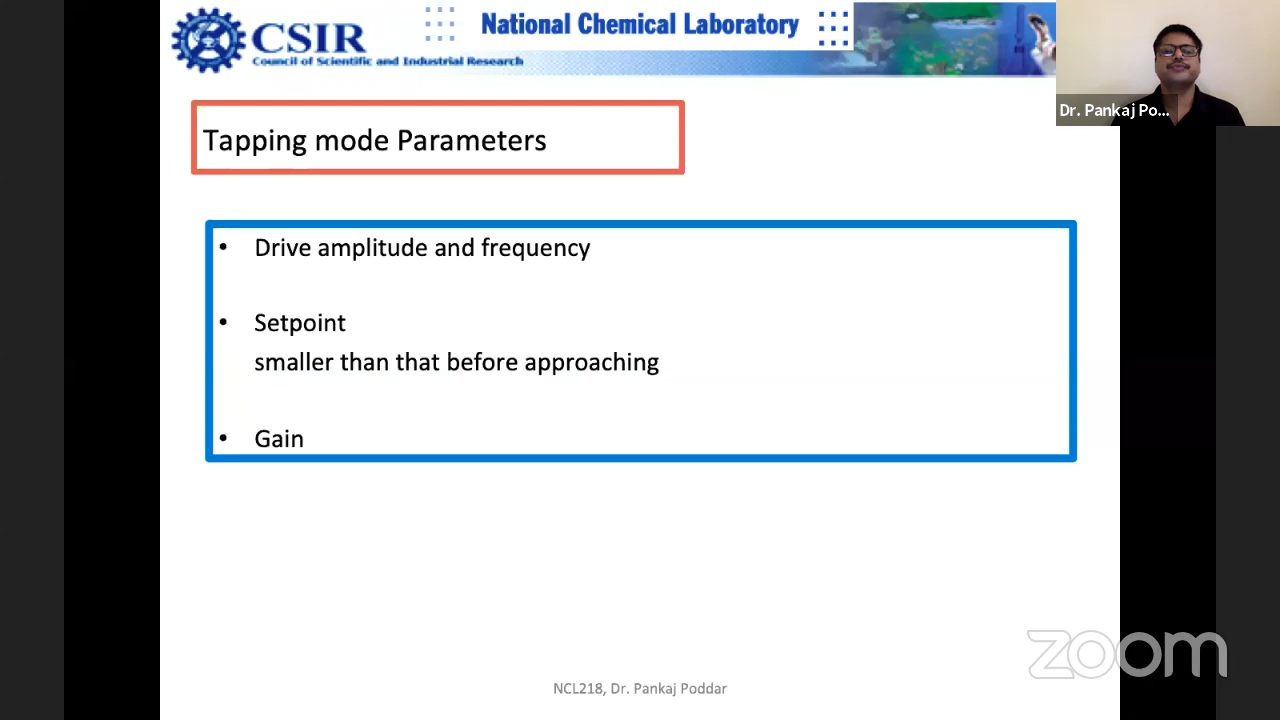 CSIR
Council of Scientific and Industrial Research
National Chemical Laboratory
Dr. Pankaj Po...
Tapping mode Parameters
• Drive amplitude and frequency
• Setpoint
smaller than that before approaching
• Gain
zoom
NCL218, Dr. Pankaj Poddar